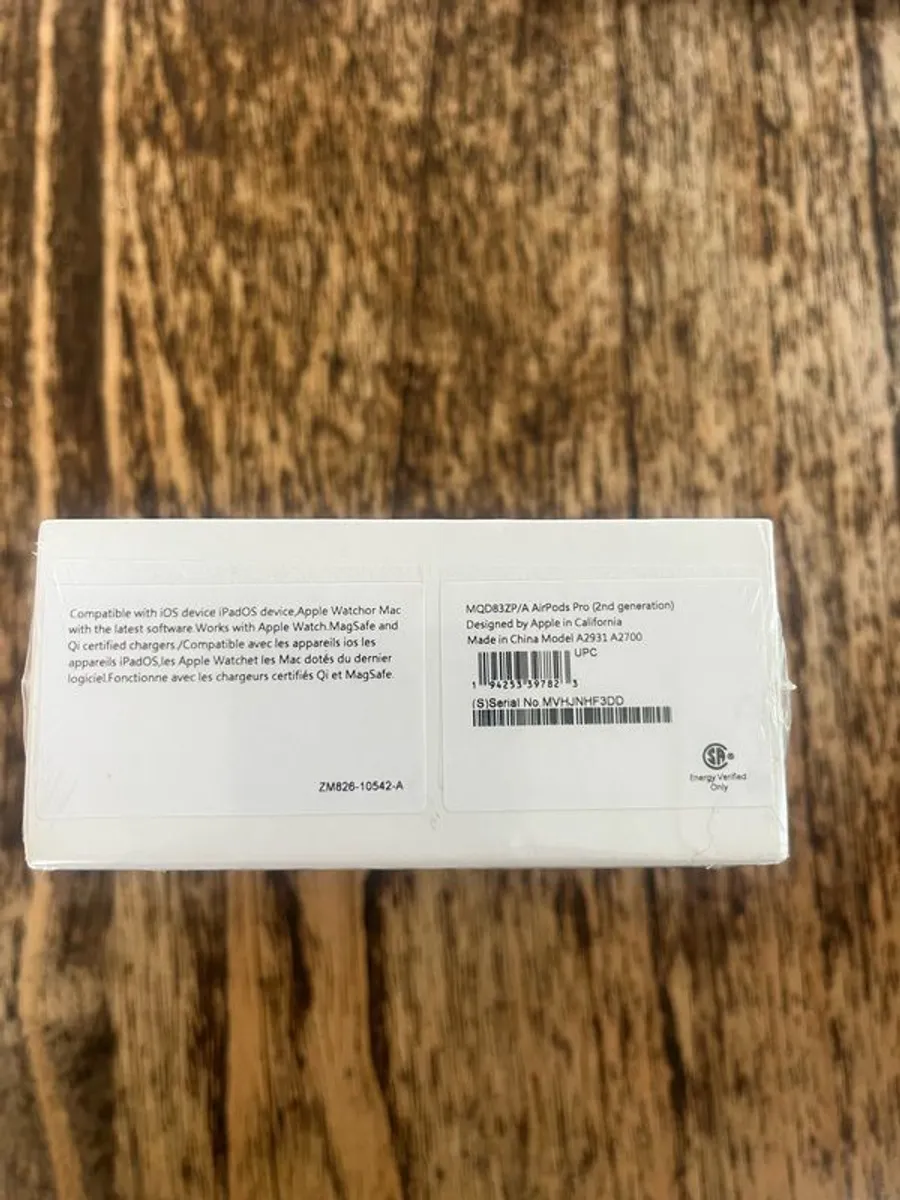 Compatible with iOS device iPadOS device,Apple Watchor Mac
with the latest software.Works with Apple Watch.MagSafe and
Qi certified chargers./Compatible avec les appareils ios les
appareils iPadOS,les Apple Watchet les Mac dotés du dernier
logiciel.Fonctionne avec les chargeurs certifiés Qi et MagSafe.
ZM826-10542-A
MQD83ZP/A AirPods Pro (2nd generation)
Designed by Apple in California
Made in China Model A2931 A2700
UPC
1 94253 39782 3
(S)Serial No.MVHJNHF3DD
SA
Energy Verified
Only